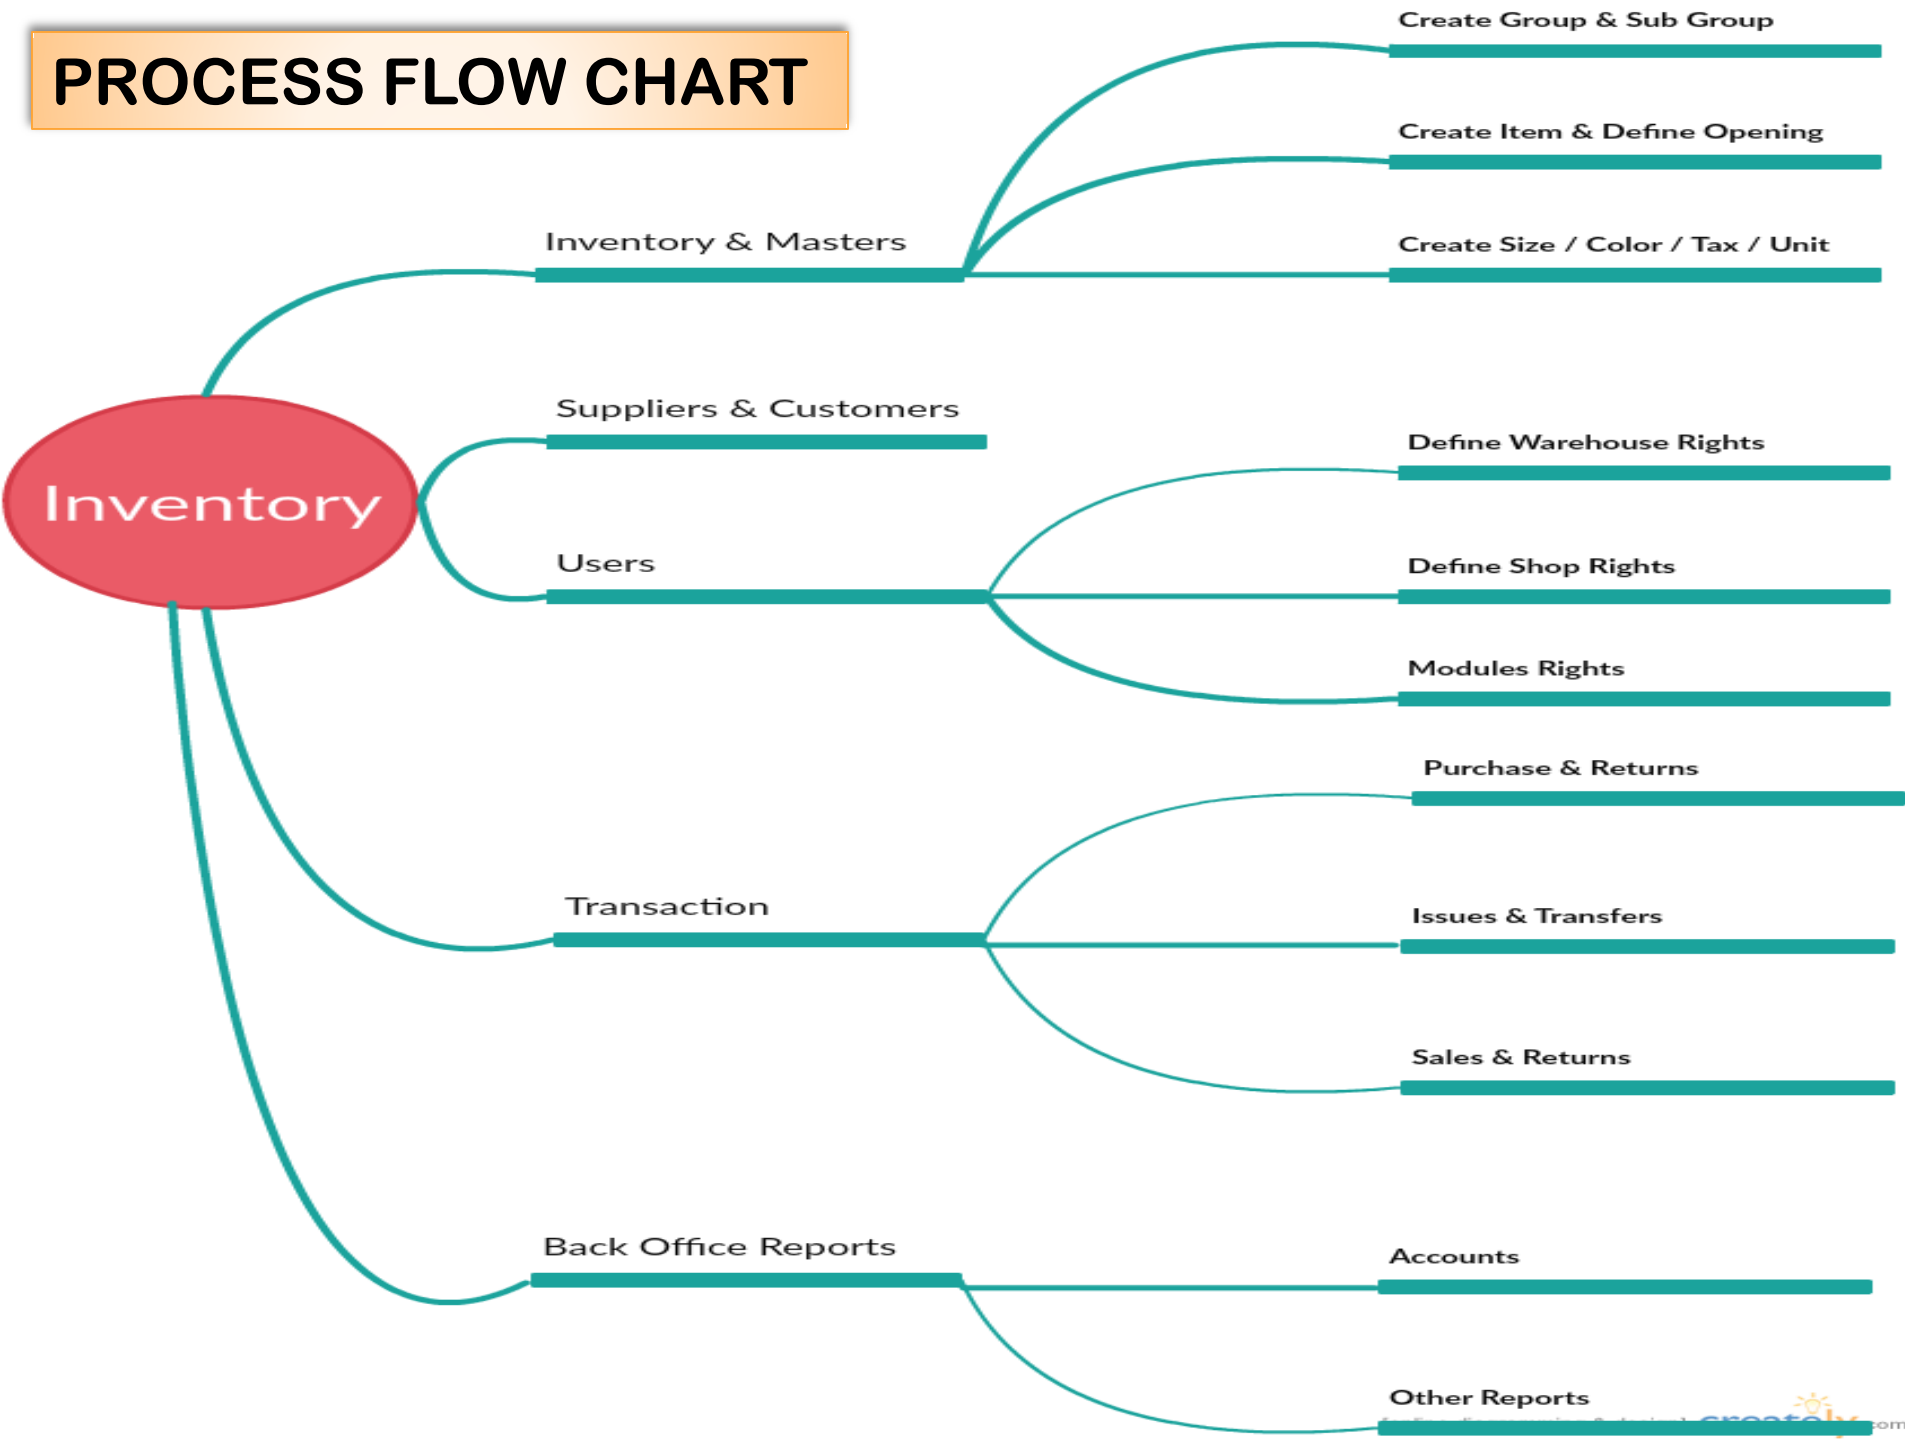 PROCESS FLOW CHART
Inventory
Inventory & Masters
Create Group & Sub Group
Create Item & Define Opening
Create Size / Color / Tax / Unit
Suppliers & Customers
Users
Define Warehouse Rights
Define Shop Rights
Modules Rights
Transaction
Purchase & Returns
Issues & Transfers
Sales & Returns
Back Office Reports
Accounts
Other Reports
creately